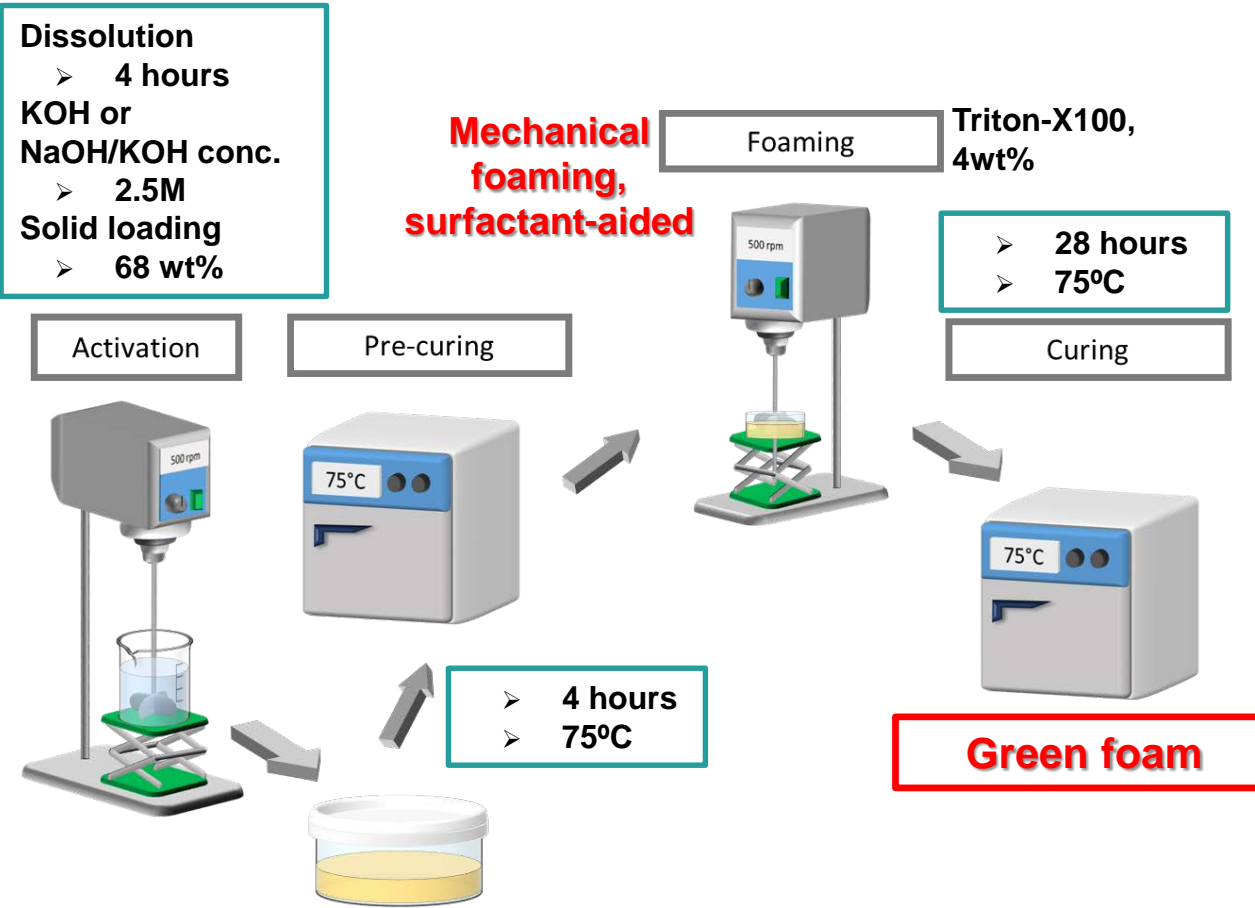 Dissolution
➢ 4 hours
KOH or
NaOH/KOH conc.
➢ 2.5M
Solid loading
➢ 68 wt%
Mechanical
foaming,
surfactant-aided
Foaming
Triton-X100,
4wt%
500 rpm
➢ 28 hours
➢ 75ºC
Activation
Pre-curing
Curing
500 rpm
75°C
75°C
➢ 4 hours
➢ 75ºC
Green foam